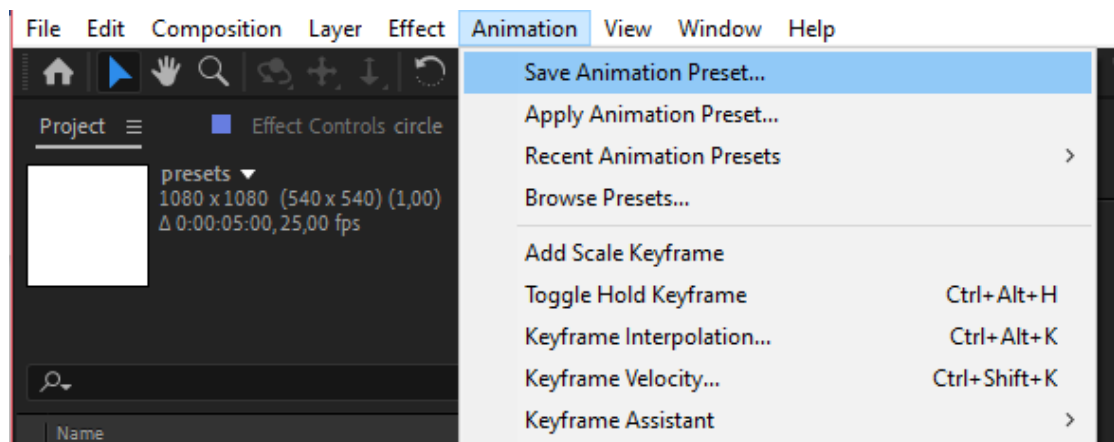 File Edit Composition Layer Effect Animation View Window Help
Save Animation Preset...
Apply Animation Preset...
Recent Animation Presets
Browse Presets...
Add Scale Keyframe
Toggle Hold Keyframe Ctrl+Alt+H
Keyframe Interpolation... Ctrl+Alt+K
Keyframe Velocity... Ctrl+Shift+K
Keyframe Assistant
Project Effect Controls circle
presets
1080 x 1080 (540 x 540) (1,00)
Δ 0:00:05:00, 25,00 fps
Name